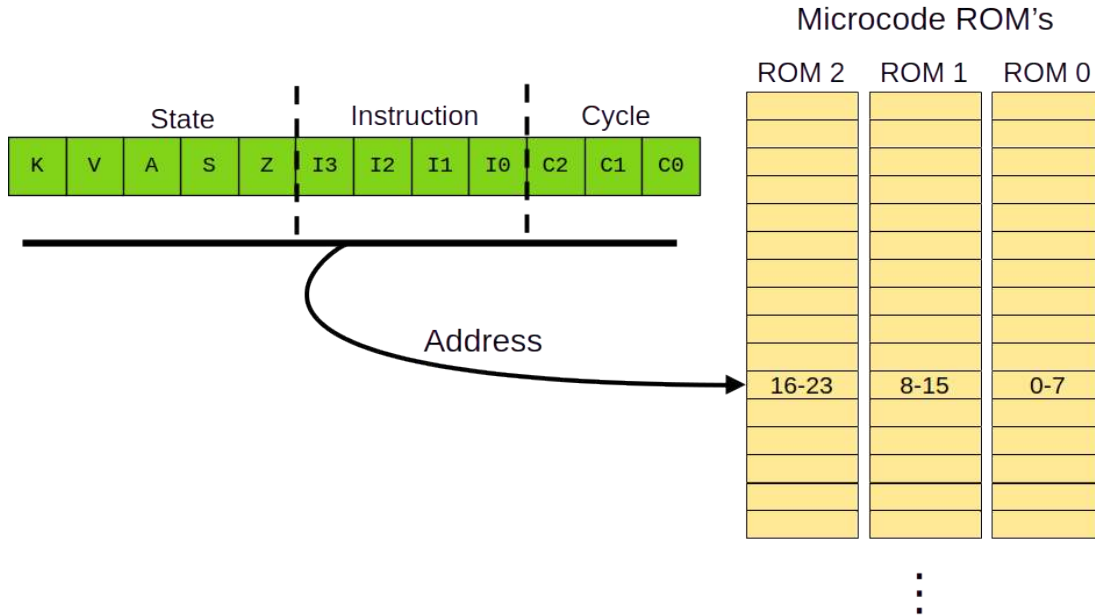 Microcode ROM's
ROM 2 ROM 1 ROM 0
State Instruction Cycle
K V A S Z I3 I2 I1 I0 C2 C1 C0
Address
16-23 8-15 0-7